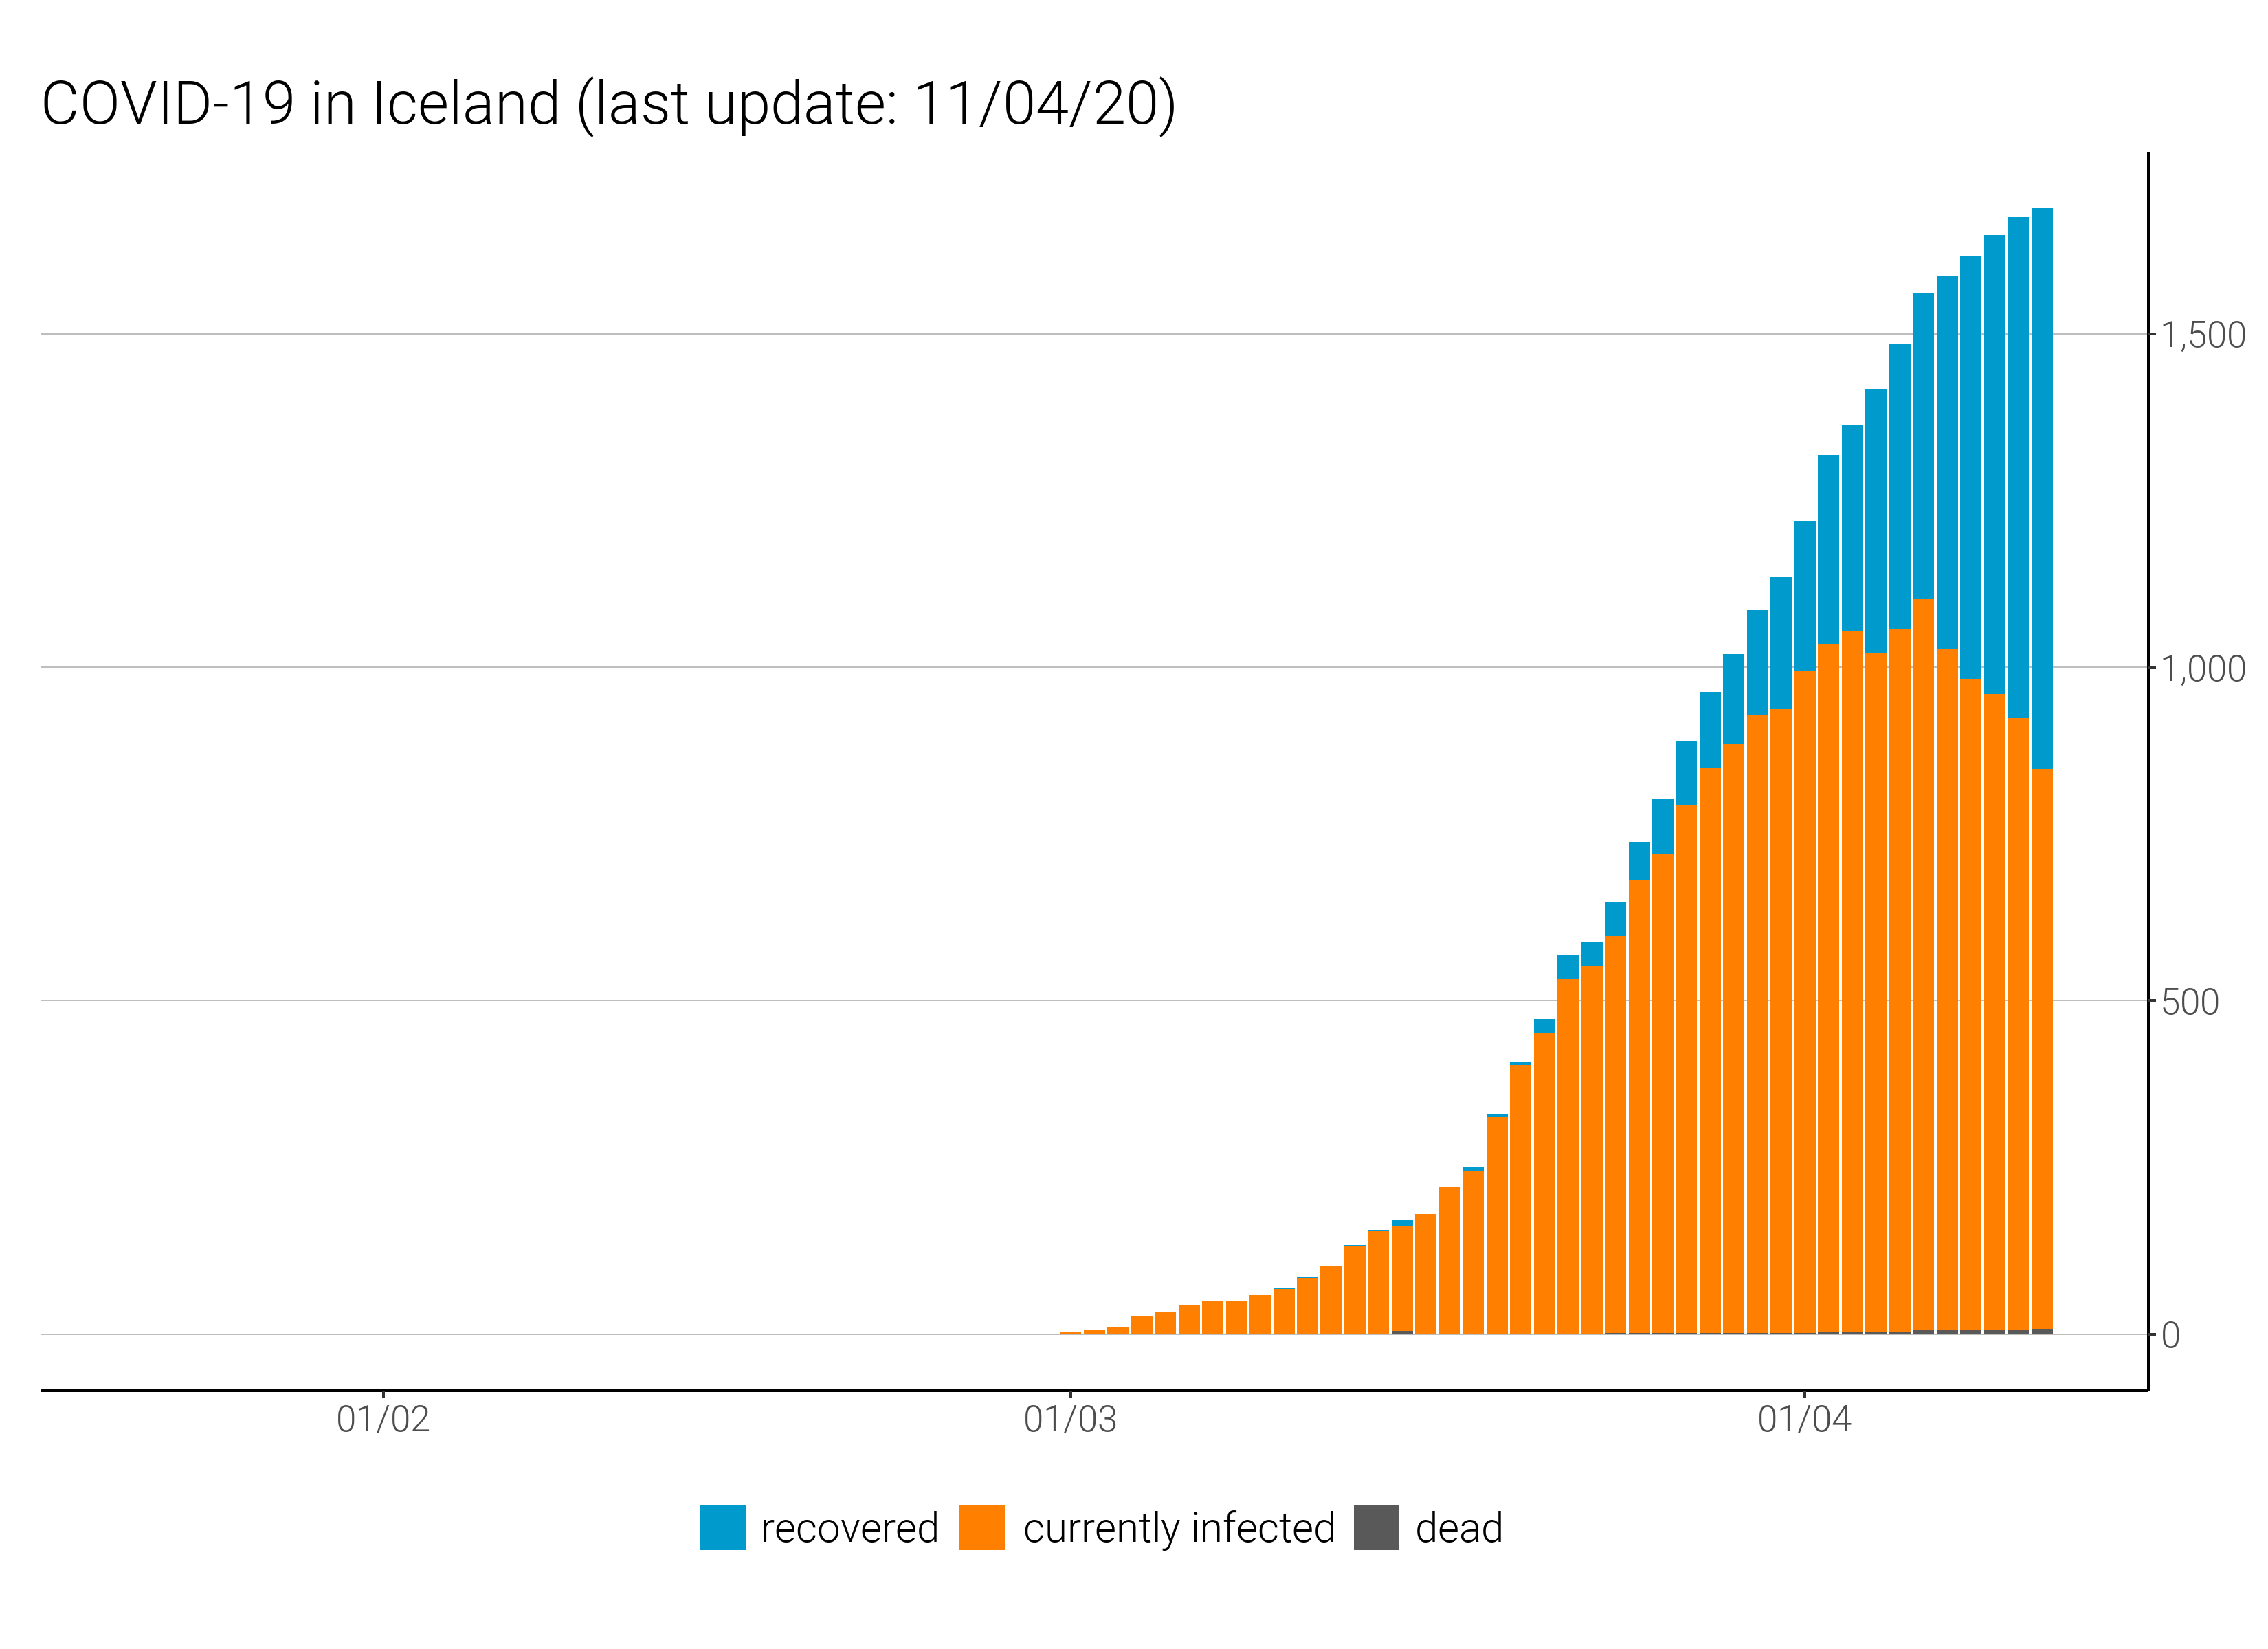 COVID-19 in Iceland (last update: 11/04/20)
1,500
1,000
500
0
01/02 01/03 01/04
recovered currently infected dead